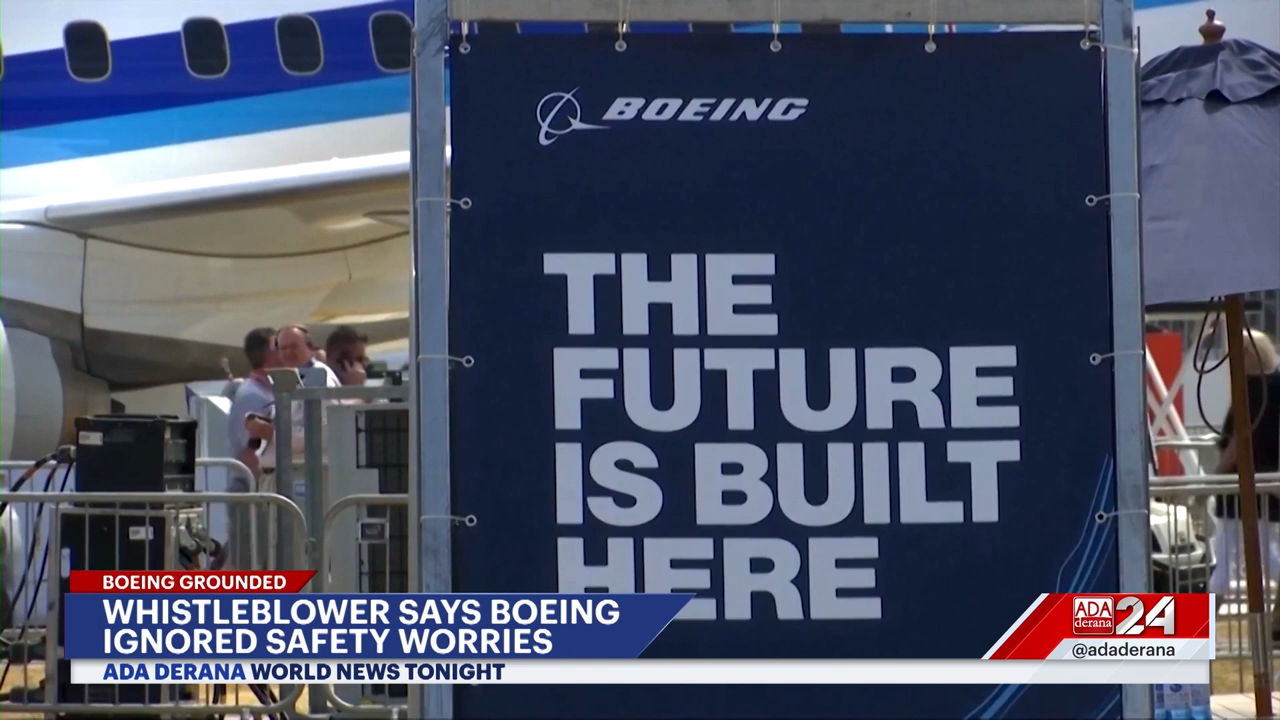 BOEING
THE
FUTURE
IS BUILT
HERE
BOEING GROUNDED
WHISTLEBLOWER SAYS BOEING
IGNORED SAFETY WORRIES
ADA DERANA WORLD NEWS TONIGHT
ADA
derana
24
@adaderana